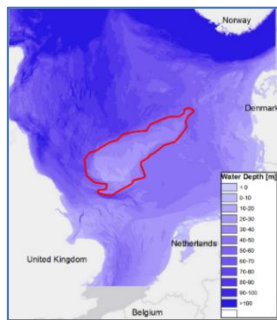 Norway
Denmark
Water Depth [m]
< 0
0-10
10-20
20-30
30-40
40-50
50-60
60-70
70-80
80-90
90-100
>100
United Kingdom
Netherlands
Belgium